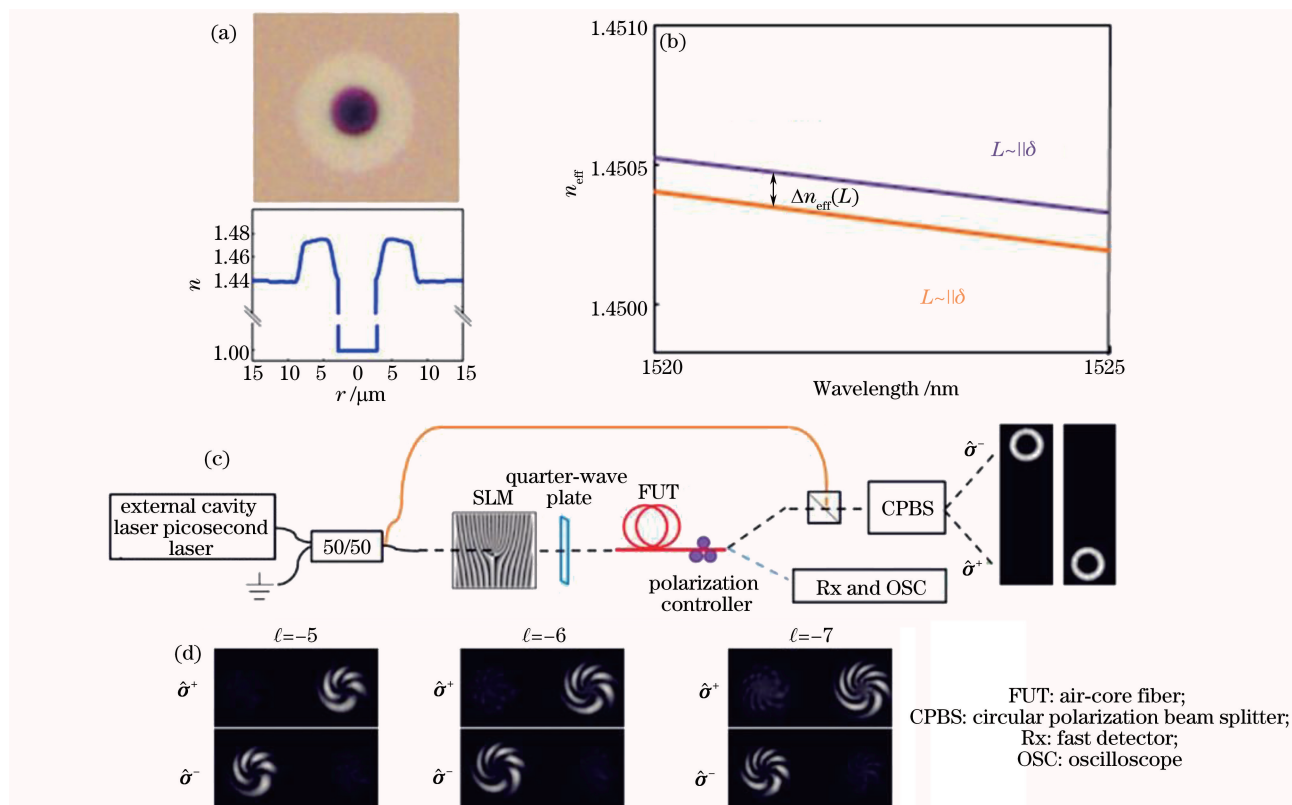 (a)
1.48
1.46
1.44
1.00
n
15 10 5 0 5 10 15
r /μm
(b)
1.4510
1.4505
1.4500
n_eff
L~||δ
Δn_eff(L)
L~||δ
1520 1525
Wavelength /nm
(c)
external cavity
laser picosecond
laser
50/50
SLM
quarter-wave
plate
FUT
polarization
controller
CPBS
Rx and OSC
σ̂⁻
σ̂⁺
(d)
ℓ=−5 ℓ=−6 ℓ=−7
σ̂⁺ σ̂⁺ σ̂⁺
σ̂⁻ σ̂⁻ σ̂⁻
FUT: air-core fiber;
CPBS: circular polarization beam splitter;
Rx: fast detector;
OSC: oscilloscope